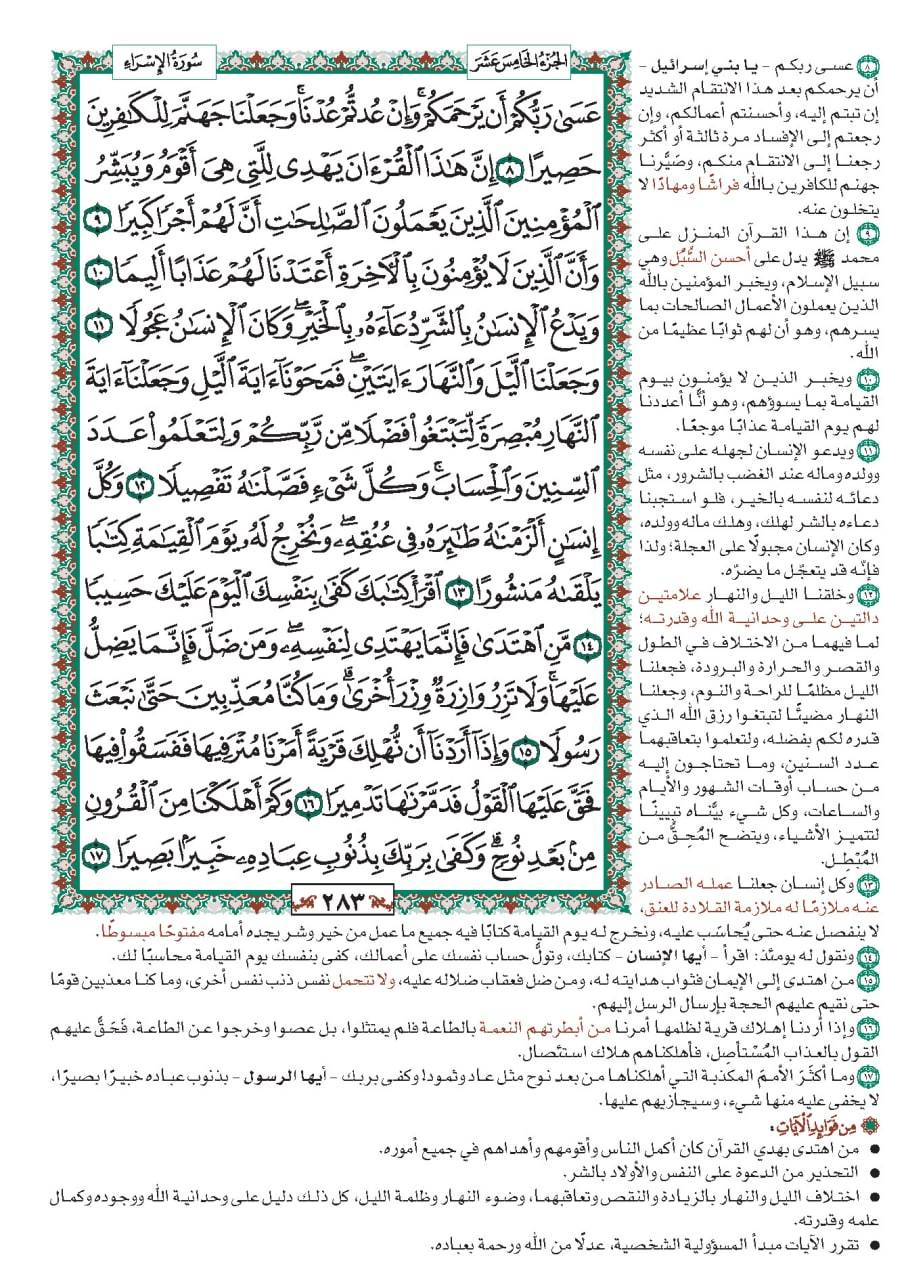 الجزء الخامس عشر
سورة الإسراء
عَسَىٰ رَبُّكُمْ أَن يَرْحَمَكُمْ ۚ وَإِنْ عُدتُّمْ عُدْنَا ۘ وَجَعَلْنَا جَهَنَّمَ لِلْكَٰفِرِينَ
حَصِيرًا ٨ إِنَّ هَٰذَا ٱلْقُرْءَانَ يَهْدِى لِلَّتِى هِىَ أَقْوَمُ وَيُبَشِّرُ
ٱلْمُؤْمِنِينَ ٱلَّذِينَ يَعْمَلُونَ ٱلصَّٰلِحَٰتِ أَنَّ لَهُمْ أَجْرًا كَبِيرًا ٩
وَأَنَّ ٱلَّذِينَ لَا يُؤْمِنُونَ بِٱلْءَاخِرَةِ أَعْتَدْنَا لَهُمْ عَذَابًا أَلِيمًا ١٠
وَيَدْعُ ٱلْإِنسَٰنُ بِٱلشَّرِّ دُعَآءَهُۥ بِٱلْخَيْرِ ۖ وَكَانَ ٱلْإِنسَٰنُ عَجُولًا ١١
وَجَعَلْنَا ٱلَّيْلَ وَٱلنَّهَارَ ءَايَتَيْنِ ۖ فَمَحَوْنَآ ءَايَةَ ٱلَّيْلِ وَجَعَلْنَآ ءَايَةَ
ٱلنَّهَارِ مُبْصِرَةً لِّتَبْتَغُوا۟ فَضْلًا مِّن رَّبِّكُمْ وَلِتَعْلَمُوا۟ عَدَدَ
ٱلسِّنِينَ وَٱلْحِسَابَ ۚ وَكُلَّ شَىْءٍ فَصَّلْنَٰهُ تَفْصِيلًا ١٢ وَكُلَّ
إِنسَٰنٍ أَلْزَمْنَٰهُ طَٰٓئِرَهُۥ فِى عُنُقِهِۦ ۖ وَنُخْرِجُ لَهُۥ يَوْمَ ٱلْقِيَٰمَةِ كِتَٰبًا
يَلْقَىٰهُ مَنشُورًا ١٣ ٱقْرَأْ كِتَٰبَكَ كَفَىٰ بِنَفْسِكَ ٱلْيَوْمَ عَلَيْكَ حَسِيبًا
١٤ مَّنِ ٱهْتَدَىٰ فَإِنَّمَا يَهْتَدِى لِنَفْسِهِۦ ۖ وَمَن ضَلَّ فَإِنَّمَا يَضِلُّ
عَلَيْهَا ۚ وَلَا تَزِرُ وَازِرَةٌ وِزْرَ أُخْرَىٰ ۗ وَمَا كُنَّا مُعَذِّبِينَ حَتَّىٰ نَبْعَثَ
رَسُولًا ١٥ وَإِذَآ أَرَدْنَآ أَن نُّهْلِكَ قَرْيَةً أَمَرْنَا مُتْرَفِيهَا فَفَسَقُوا۟ فِيهَا
فَحَقَّ عَلَيْهَا ٱلْقَوْلُ فَدَمَّرْنَٰهَا تَدْمِيرًا ١٦ وَكَمْ أَهْلَكْنَا مِنَ ٱلْقُرُونِ
مِنۢ بَعْدِ نُوحٍ ۗ وَكَفَىٰ بِرَبِّكَ بِذُنُوبِ عِبَادِهِۦ خَبِيرًۢا بَصِيرًا ١٧
٢٨٣
٨ عسى ربكم - يا بني إسرائيل -
أن يرحمكم بعد هذا الانتقام الشديد
إن تبتم إليه، وأحسنتم أعمالكم، وإن
رجعتم إلى الإفساد مرة ثالثة أو أكثر
رجعنا إلى الانتقام منكم، وصَيَّرنا
جهنم للكافرين بالله فراشًا ومهادًا لا
يتخلون عنه.
٩ إن هذا القرآن المنزل على
محمد ﷺ يدل على أحسن السُّبُل وهي
سبيل الإسلام، ويخبر المؤمنين بالله
الذين يعملون الأعمال الصالحات بما
يسرهم، وهو أن لهم ثوابًا عظيمًا من
الله.
١٠ ويخبر الذين لا يؤمنون بيوم
القيامة بما يسوؤهم، وهو أنَّا أعددنا
لهم يوم القيامة عذابًا موجعًا.
١١ ويدعو الإنسان لجهله على نفسه
وولده وماله عند الغضب بالشرور، مثل
دعائه لنفسه بالخير، فلو استجبنا
دعاءه بالشر لهلك، وهلك ماله وولده،
وكان الإنسان مجبولًا على العجلة؛ ولذا
فإنّه قد يتعجّل ما يضرّه.
١٢ وخلقنا الليل والنهار علامتين
دالتين على وحدانية الله وقدرته؛
لما فيهما من الاختلاف في الطول
والقصر والحرارة والبرودة، فجعلنا
الليل مظلمًا للراحة والنوم، وجعلنا
النهار مضيئًا لتبتغوا رزق الله الذي
قدره لكم بفضله، ولتعلموا بتعاقبهما
عدد السنين، وما تحتاجون إليه
من حساب أوقات الشهور والأيام
والساعات، وكل شيء بيَّناه تبيينًا
لتتميز الأشياء، ويتضح المُحِقُّ من
المُبْطِل.
١٣ وكل إنسان جعلنا عمله الصادر
عنه ملازمًا له ملازمة القلادة للعنق،
لا ينفصل عنه حتى يُحاسَب عليه، ونخرج له يوم القيامة كتابًا فيه جميع ما عمل من خير وشر يجده أمامه مفتوحًا مبسوطًا.
١٤ ونقول له يومئذ: اقرأ - أيها الإنسان - كتابك، وتولَّ حساب نفسك على أعمالك، كفى بنفسك يوم القيامة محاسبًا لك.
١٥ من اهتدى إلى الإيمان فثواب هدايته له، ومن ضل فعقاب ضلاله عليه، ولا تتحمل نفس ذنب نفس أخرى، وما كنا معذبين قومًا
حتى نقيم عليهم الحجة بإرسال الرسل إليهم.
١٦ وإذا أردنا إهلاك قرية لظلمها أمرنا من أبطرتهم النعمة بالطاعة فلم يمتثلوا، بل عصوا وخرجوا عن الطاعة، فَحَقَّ عليهم
القول بالعذاب المُسْتأصِل، فأهلكناهم هلاك استئصال.
١٧ وما أكثَرَ الأممَ المكذبة التي أهلكناها من بعد نوح مثل عاد وثمود! وكفى بربك - أيها الرسول - بذنوب عباده خبيرًا بصيرًا،
لا يخفى عليه منها شيء، وسيجازيهم عليها.
مِن فَوَائِدِ الْآيَاتِ:
● من اهتدى بهدي القرآن كان أكمل الناس وأقومهم وأهداهم في جميع أموره.
● التحذير من الدعوة على النفس والأولاد بالشر.
● اختلاف الليل والنهار بالزيادة والنقص وتعاقبهما، وضوء النهار وظلمة الليل، كل ذلك دليل على وحدانية الله ووجوده وكمال
علمه وقدرته.
● تقرر الآيات مبدأ المسؤولية الشخصية، عدلًا من الله ورحمة بعباده.